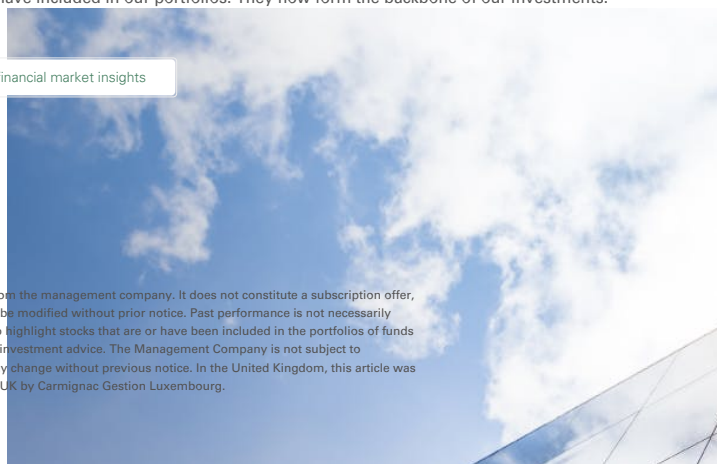 have included in our portfolios. They now form the backbone of our investments.
inancial market insights
om the management company. It does not constitute a subscription offer,
be modified without prior notice. Past performance is not necessarily
o highlight stocks that are or have been included in the portfolios of funds
investment advice. The Management Company is not subject to
y change without previous notice. In the United Kingdom, this article was
UK by Carmignac Gestion Luxembourg.